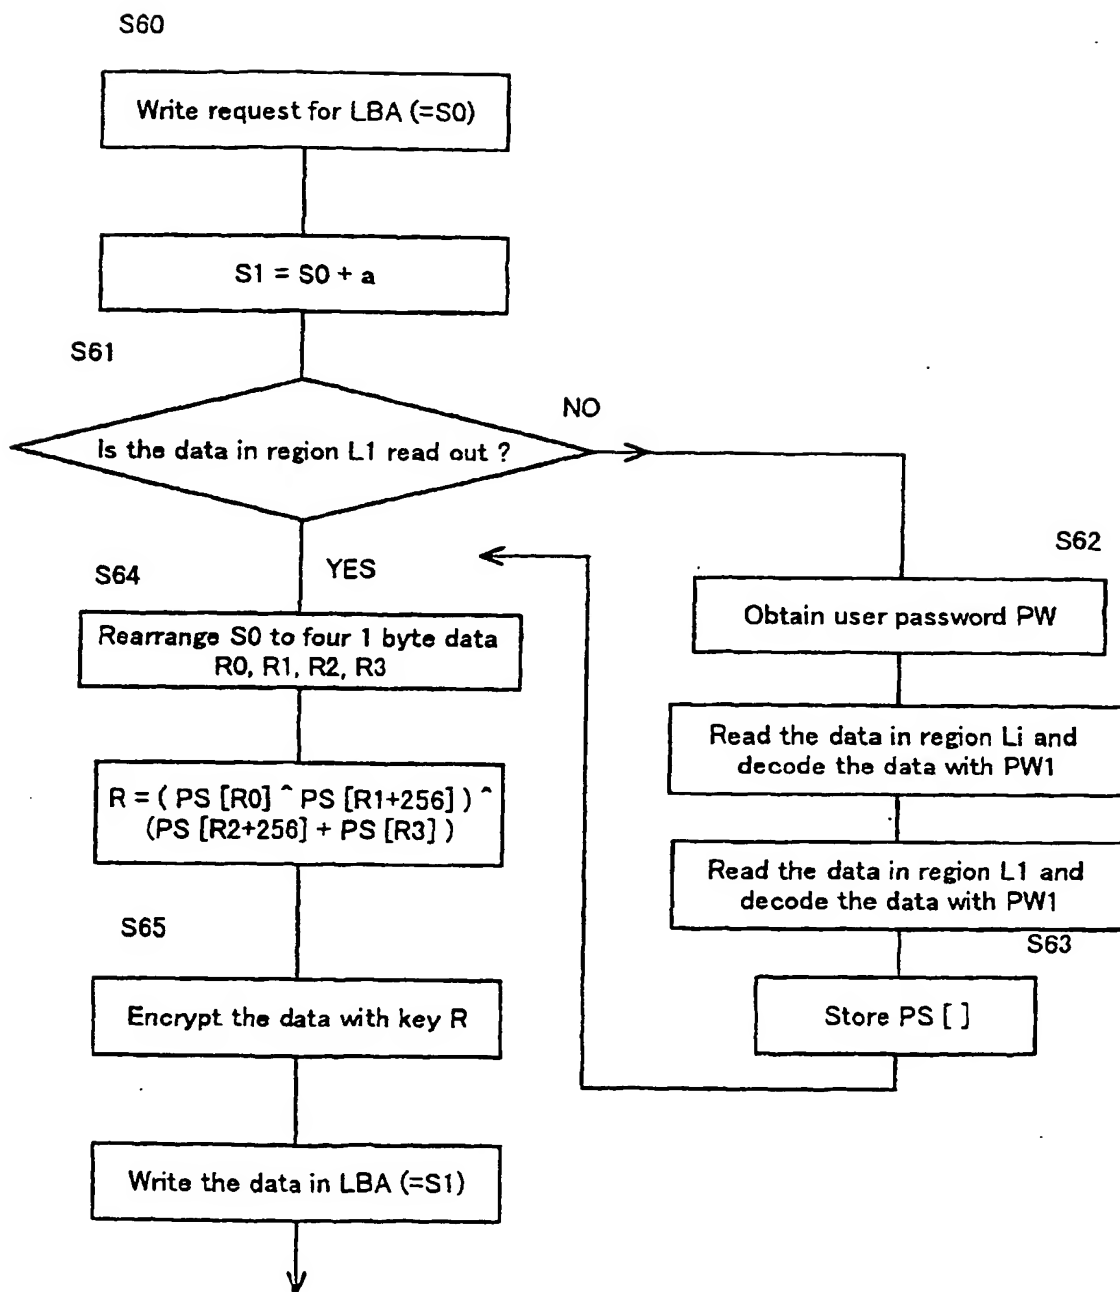 S60
Write request for LBA (=S0)
S1 = S0 + a
S61
Is the data in region L1 read out ?
NO
YES
S64
Rearrange S0 to four 1 byte data
R0, R1, R2, R3
R = ( PS [R0] ^ PS [R1+256] ) ^
(PS [R2+256] + PS [R3] )
S65
Encrypt the data with key R
Write the data in LBA (=S1)
S62
Obtain user password PW
Read the data in region Li and
decode the data with PW1
Read the data in region L1 and
decode the data with PW1
S63
Store PS [ ]